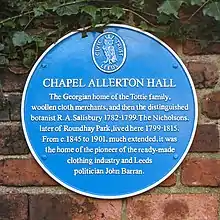 CHAPEL ALLERTON HALL
The Georgian home of the Tottie family,
woollen cloth merchants, and then the distinguished
botanist R. A. Salisbury 1782-1799. The Nicholsons,
later of Roundhay Park, lived here 1799-1815.
From c.1845 to 1901, much extended, it was
the home of the pioneer of the ready-made
clothing industry and Leeds
politician John Barran.